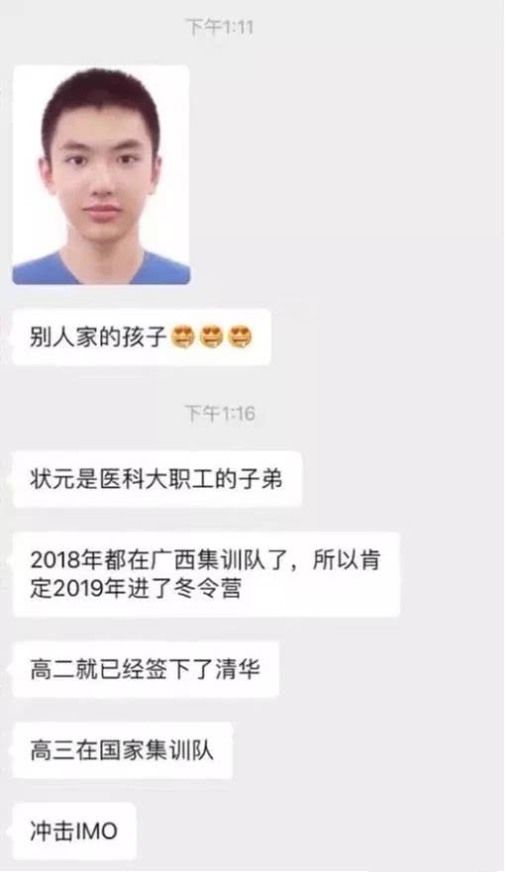 下午1:11
别人家的孩子😍😍😍
下午1:16
状元是医科大职工的子弟
2018年都在广西集训队了，所以肯
定2019年进了冬令营
高二就已经签下了清华
高三在国家集训队
冲击IMO